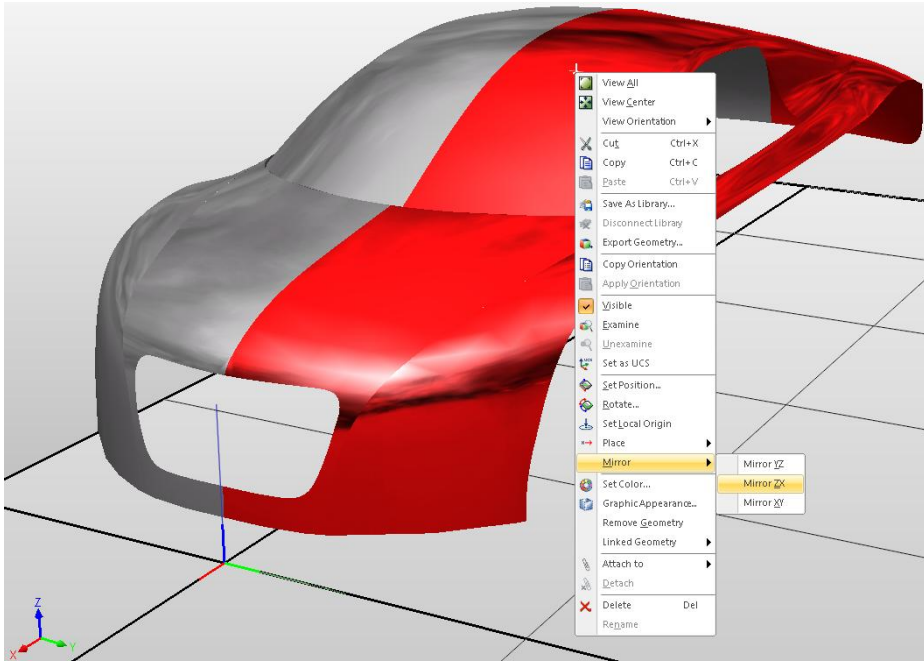 View All
View Center
View Orientation
Cut Ctrl+X
Copy Ctrl+C
Paste Ctrl+V
Save As Library...
Disconnect Library
Export Geometry...
Copy Orientation
Apply Orientation
Visible
Examine
Unexamine
UCS Set as UCS
Set Position...
Rotate...
Set Local Origin
Place
Mirror
Mirror YZ
Mirror ZX
Mirror XY
Set Color...
Graphic Appearance...
Remove Geometry
Linked Geometry
Attach to
Detach
Delete Del
Rename
Z
X
Y